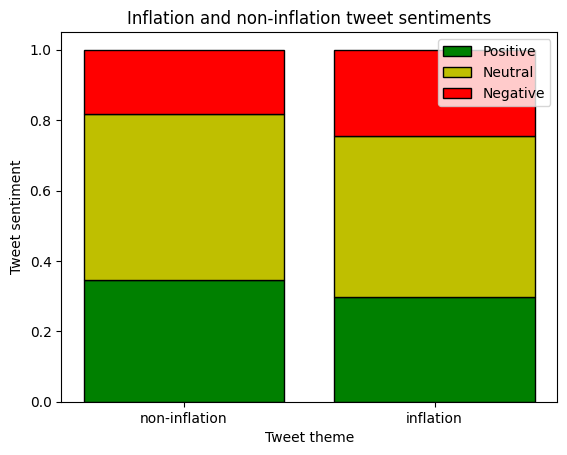 Inflation and non-inflation tweet sentiments
Positive
Neutral
Negative
1.0
0.8
0.6
0.4
0.2
0.0
Tweet sentiment
non-inflation
inflation
Tweet theme